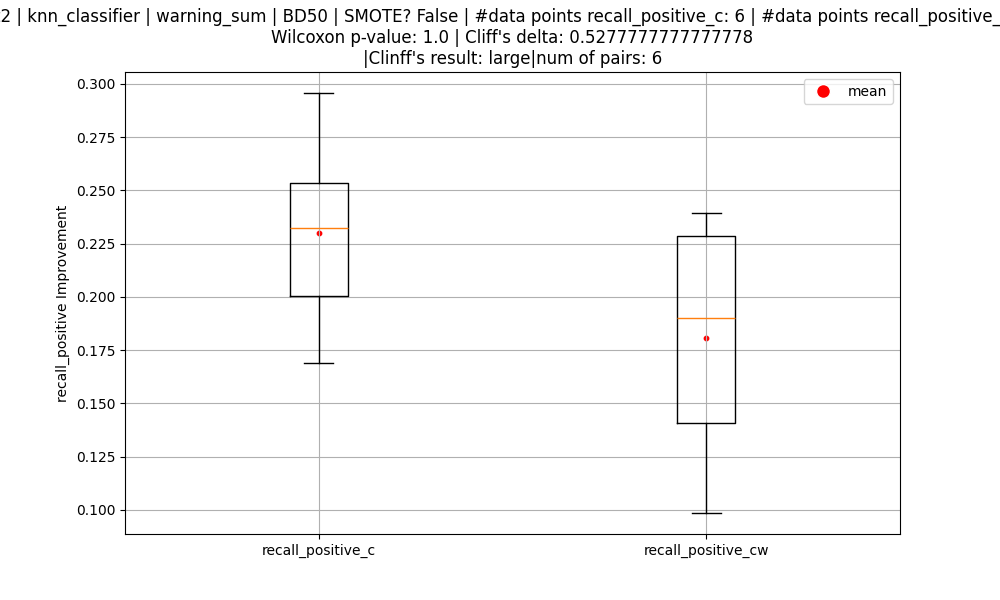 2 | knn_classifier | warning_sum | BD50 | SMOTE? False | #data points recall_positive_c: 6 | #data points recall_positive_
Wilcoxon p-value: 1.0 | Cliff's delta: 0.5277777777777778
|Clinff's result: large|num of pairs: 6
mean
0.300
0.275
0.250
0.225
0.200
0.175
0.150
0.125
0.100
recall_positive Improvement
recall_positive_c
recall_positive_cw